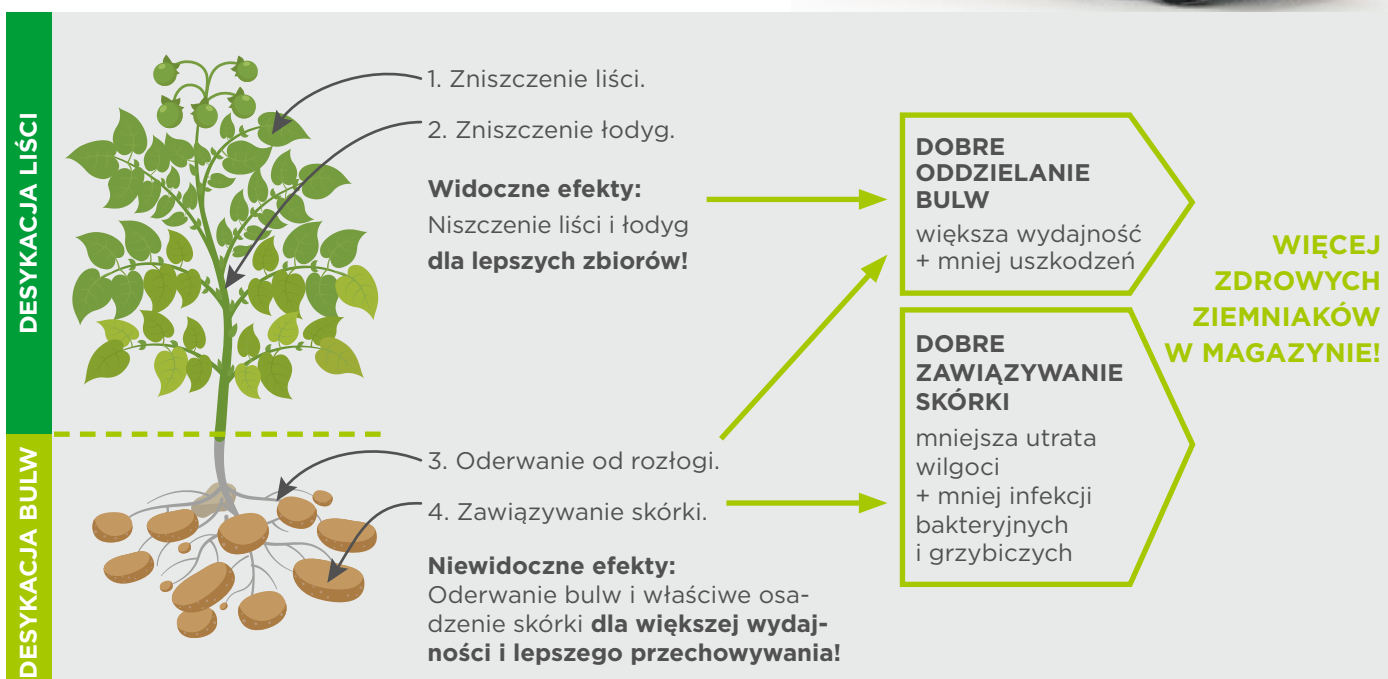 DESYKACJA LIŚCI
1. Zniszczenie liści.
2. Zniszczenie łodyg.
Widoczne efekty:
Niszczenie liści i łodyg
dla lepszych zbiorów!
DESYKACJA BULW
3. Oderwanie od rozłogi.
4. Zawiązywanie skórki.
Niewidoczne efekty:
Oderwanie bulw i właściwe osa-
dzenie skórki dla większej wydaj-
ności i lepszego przechowywania!
DOBRE
ODDZIELANIE
BULW
większa wydajność
+ mniej uszkodzeń
DOBRE
ZAWIĄZYWANIE
SKÓRKI
mniejsza utrata
wilgoci
+ mniej infekcji
bakteryjnych
i grzybiczych
WIĘCEJ
ZDROWYCH
ZIEMNIAKÓW
W MAGAZYNIE!